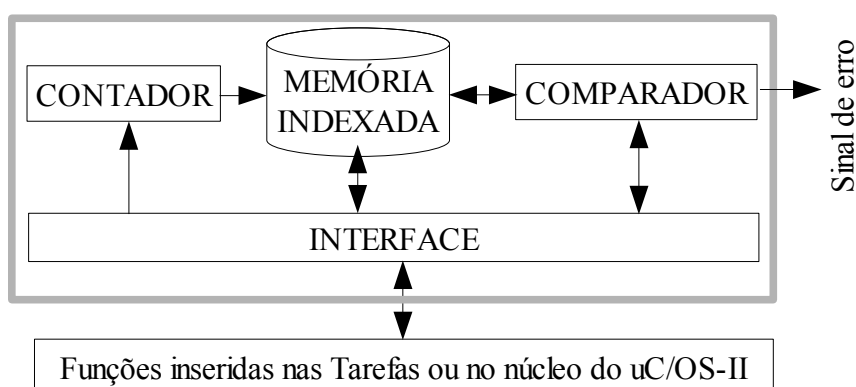 CONTADOR
MEMÓRIA
INDEXADA
COMPARADOR
Sinal de erro
INTERFACE
Funções inseridas nas Tarefas ou no núcleo do uC/OS-II